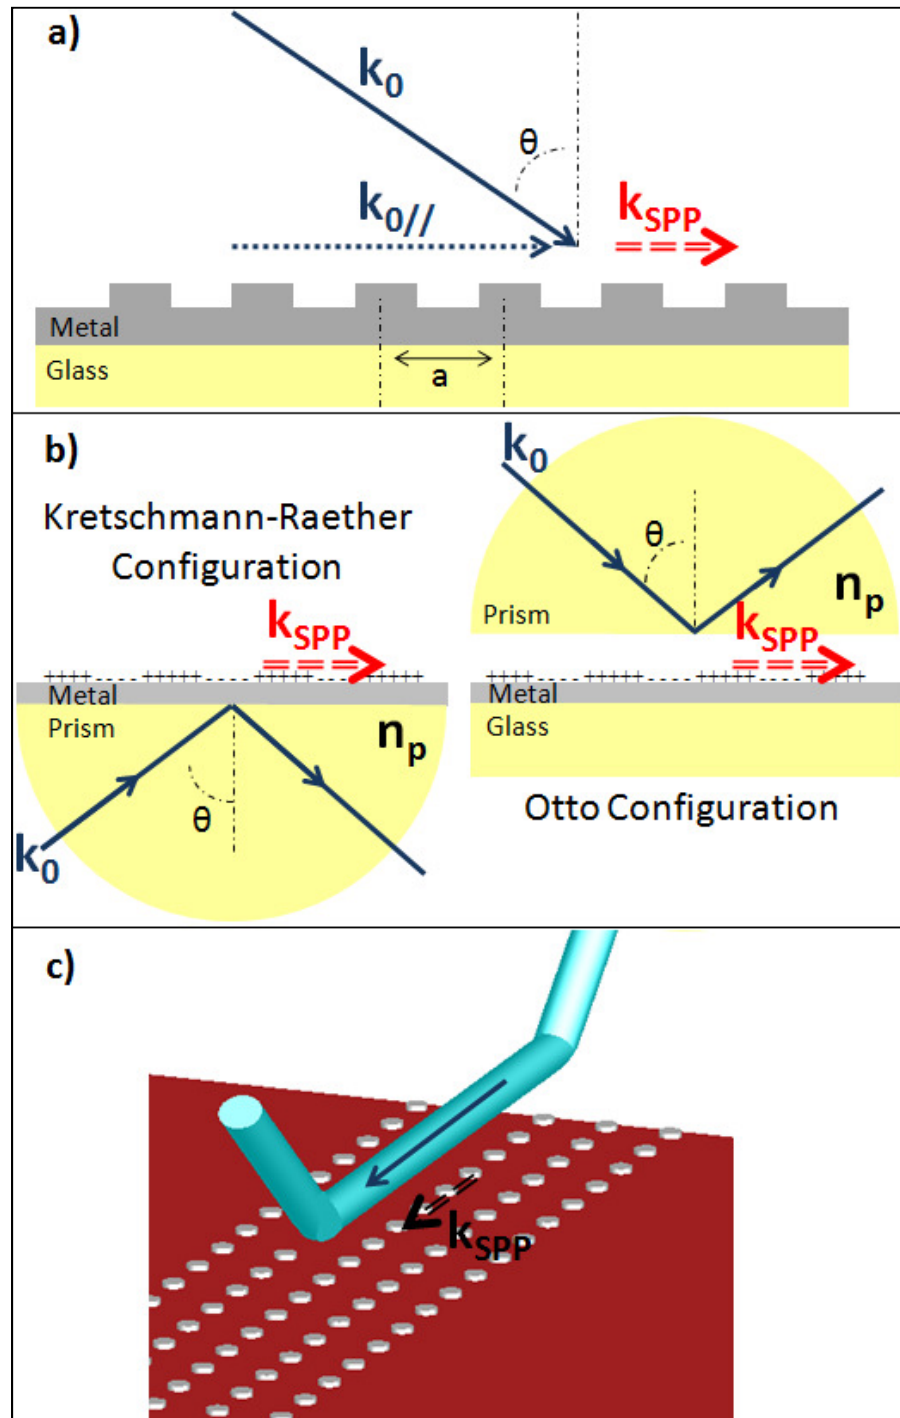 a)
k0
θ
k0//
kSPP
Metal
Glass
a
b)
Kretschmann-Raether
Configuration
kSPP
++++----+++++----+++++----+++++
Metal
Prism
np
θ
k0
k0
θ
np
Prism
kSPP
++++----+++++----+++++----+++++
Metal
Glass
Otto Configuration
c)
kSPP